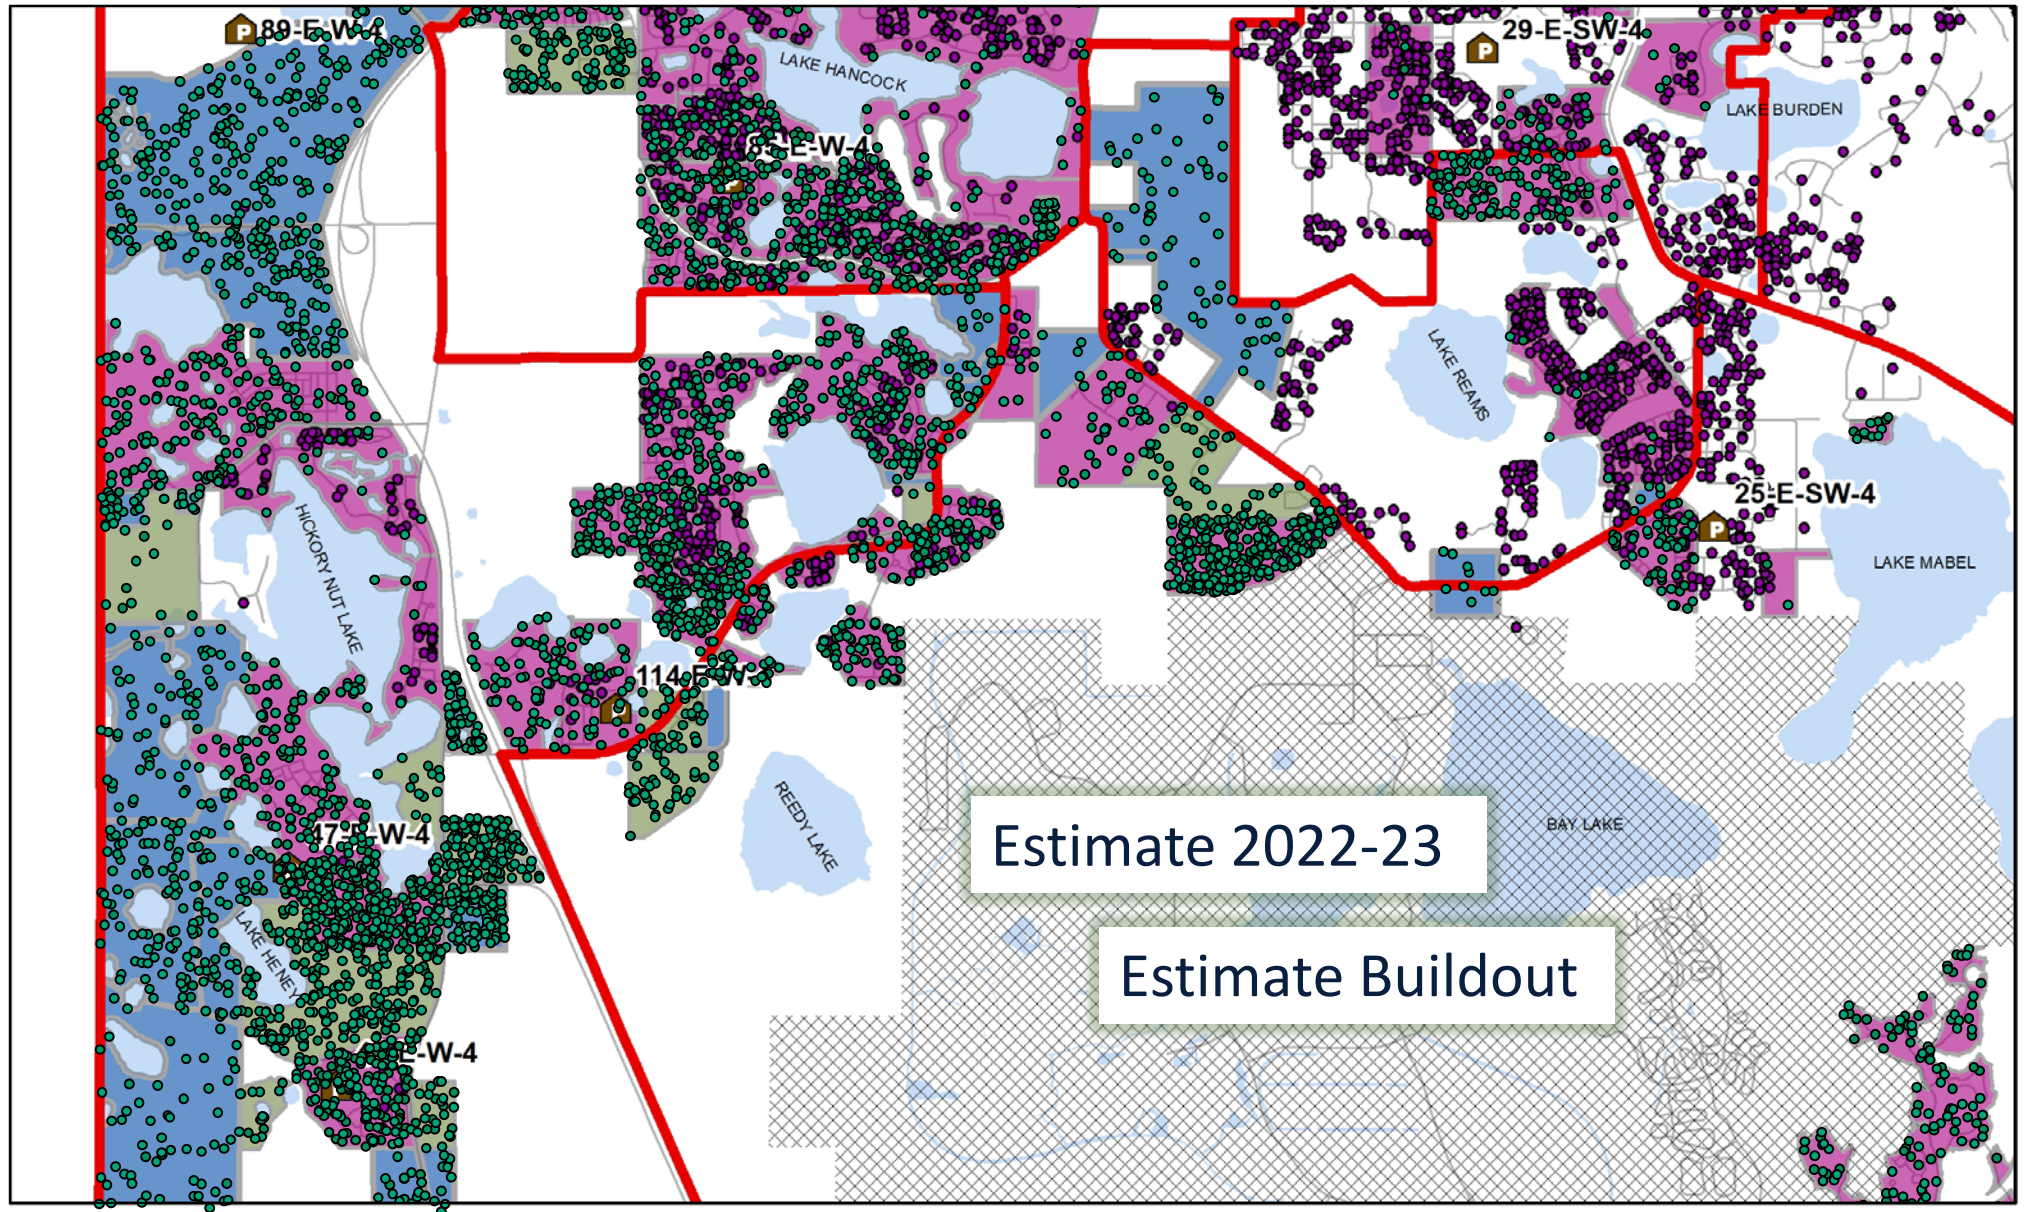 P 89-E-W-4
29-E-SW-4
P
LAKE HANCOCK
LAKE BURDEN
E-W-4
LAKE REAMS
25-E-SW-4
P
HICKORY NUT LAKE
LAKE MABEL
114-E-W-
REEDY LAKE
Estimate 2022-23
BAY LAKE
47-E-W-4
LAKE HENEY
Estimate Buildout
E-W-4